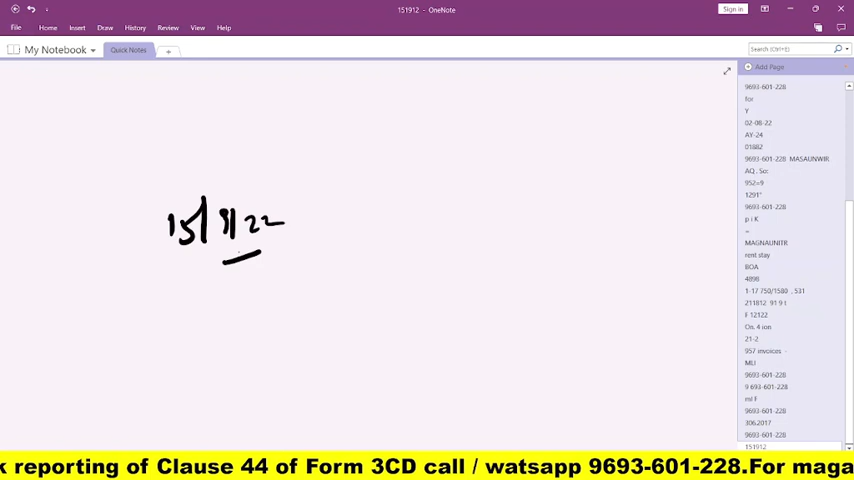 151912 - OneNote
Sign in
File Home Insert Draw History Review View Help
My Notebook Quick Notes
Search (Ctrl+E)
Add Page
9693-601-228
for
Y
02-08-22
AY-24
01882
9693-601-228 MASAUNWIR
AQ. So:
952=9
1291"
9693-601-228
p i K
=
MAGNAUNITR
rent stay
BOA
4898
1-17 750/1580 , 531
211812 91 9 t
F 12122
On. 4 ion
21-2
957 invoices -
MLI
9693-601-228
9 693-601-228
ml F
9693-601-228
306.2017
9693-601-228
151912
15/9/22
k reporting of Clause 44 of Form 3CD call / watsapp 9693-601-228.For maga